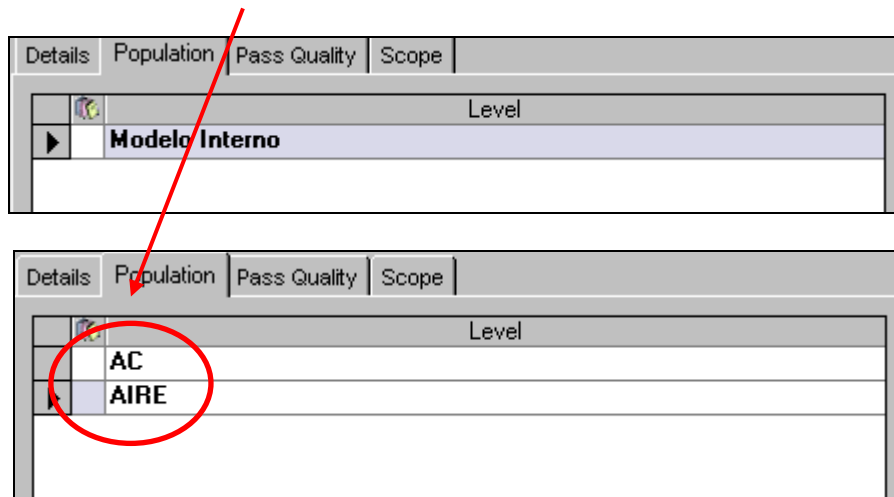 Details Population Pass Quality Scope
Level
Modelo Interno
Details Population Pass Quality Scope
Level
AC
AIRE